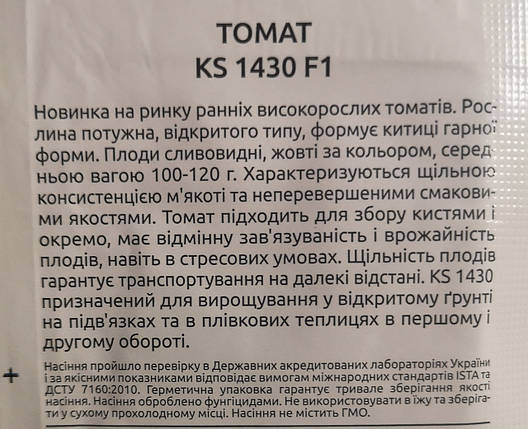 ТОМАТ
KS 1430 F1
Новинка на ринку ранніх високорослих томатів. Рос-
лина потужна, відкритого типу, формує китиці гарної
форми. Плоди сливовидні, жовті за кольором, серед-
ньою вагою 100-120 г. Характеризуються щільною
консистенцією м'якоті та неперевершеними смакови-
ми якостями. Томат підходить для збору кистями і
окремо, має відмінну зав'язуваність і врожайність
плодів, навіть в стресових умовах. Щільність плодів
гарантує транспортування на далекі відстані. KS 1430
призначений для вирощування у відкритому ґрунті
на підв'язках та в плівкових теплицях в першому і
другому обороті.
Насіння пройшло перевірку в Державних акредитованих лабораторіях України
і за якісними показниками відповідає вимогам міжнародних стандартів ISTA та
ДСТУ 7160:2010. Герметична упаковка гарантує тривале зберігання якості
насіння. Насіння оброблено фунгіцидами. Не використовувати в їжу та зберіга-
ти у сухому прохолодному місці. Насіння не містить ГМО.